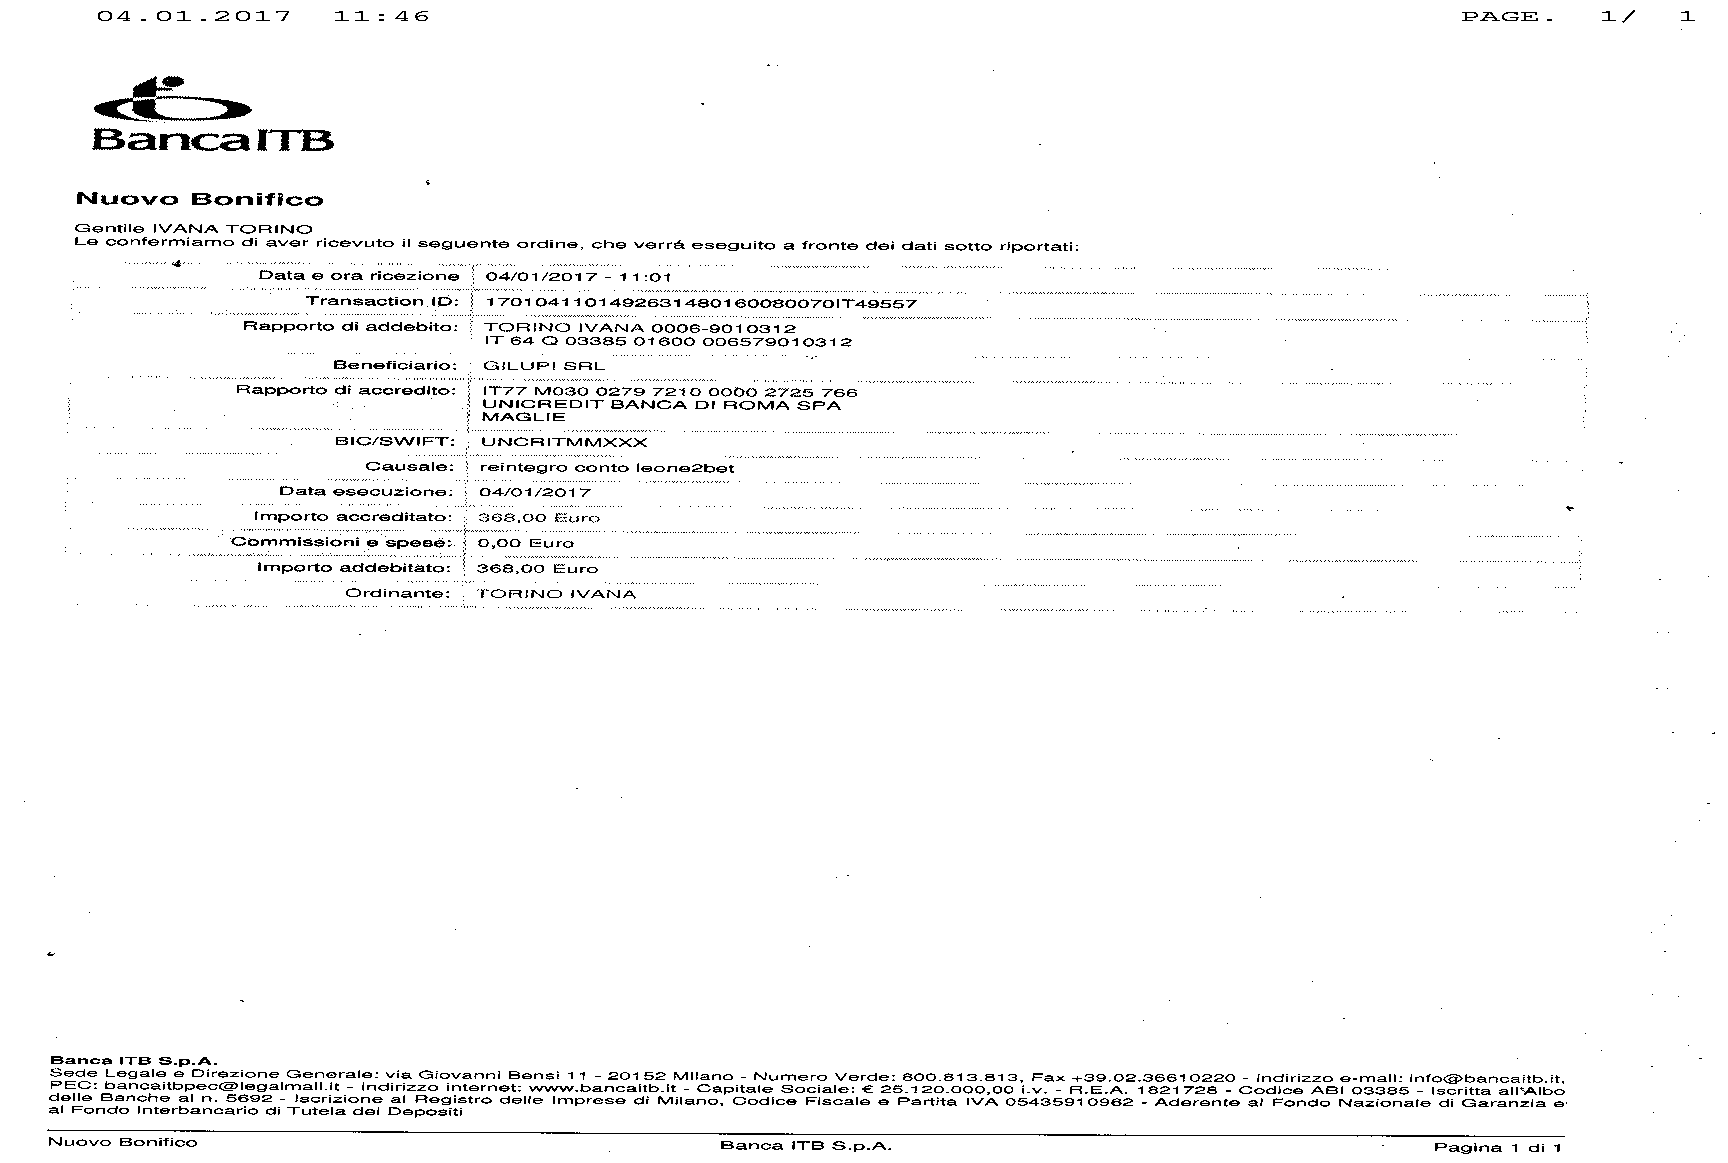 04.01.2017 11:46 PAGE. 1/ 1
BancaITB
Nuovo Bonifico
Gentile IVANA TORINO
Le confermiamo di aver ricevuto il seguente ordine, che verrá eseguito a fronte dei dati sotto riportati:
Data e ora ricezione 04/01/2017 - 11:01
Transaction ID: 1701041101492631480160080070IT49557
Rapporto di addebito: TORINO IVANA 0006-9010312
IT 64 Q 03385 01600 006579010312
Beneficiario: GILUPI SRL
Rapporto di accredito: IT77 M030 0279 7210 0000 2725 766
UNICREDIT BANCA DI ROMA SPA
MAGLIE
BIC/SWIFT: UNCRITMMXXX
Causale: reintegro conto leone2bet
Data esecuzione: 04/01/2017
Importo accreditato: 368,00 Euro
Commissioni e spese: 0,00 Euro
Importo addebitato: 368,00 Euro
Ordinante: TORINO IVANA
Banca ITB S.p.A.
Sede Legale e Direzione Generale: via Giovanni Bensi 11 - 20152 Milano - Numero Verde: 800.813.813, Fax +39.02.36610220 - Indirizzo e-mail: info@bancaitb.it,
PEC: bancaitbpec@legalmail.it - Indirizzo internet: www.bancaitb.it - Capitale Sociale: € 25.120.000,00 i.v. - R.E.A. 1821728 - Codice ABI 03385 - Iscritta all'Albo
delle Banche al n. 5692 - Iscrizione al Registro delle Imprese di Milano, Codice Fiscale e Partita IVA 05435910962 - Aderente al Fondo Nazionale di Garanzia e
al Fondo Interbancario di Tutela dei Depositi
Nuovo Bonifico Banca ITB S.p.A. Pagina 1 di 1